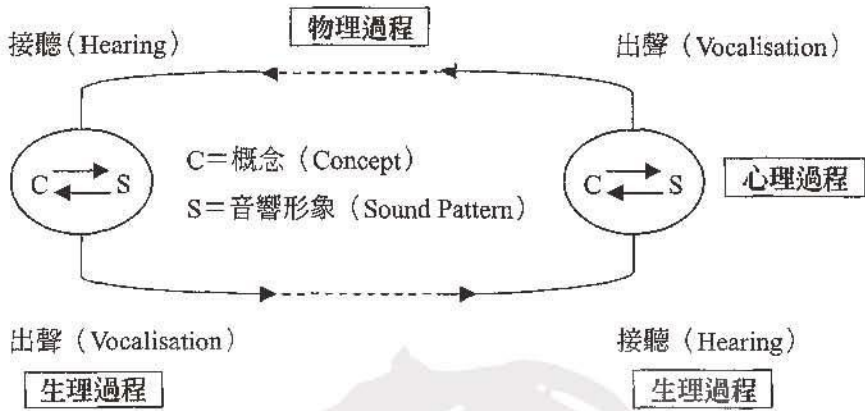 物理過程
接聽(Hearing)
出聲（Vocalisation）
C＝概念（Concept）
C S
C S
心理過程
S＝音響形象（Sound Pattern）
出聲（Vocalisation）
接聽（Hearing）
生理過程
生理過程